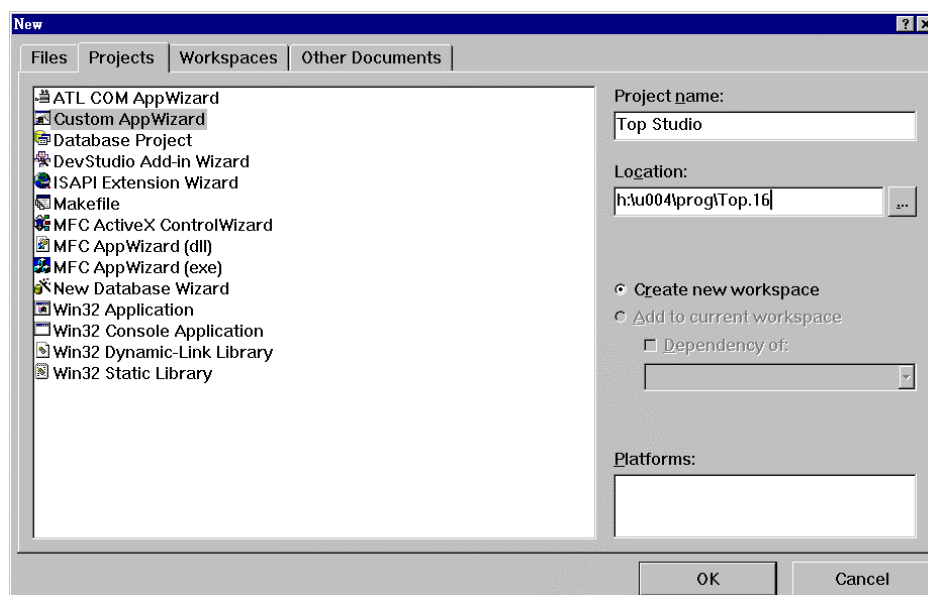 New
Files Projects Workspaces Other Documents
ATL COM AppWizard
Custom AppWizard
Database Project
DevStudio Add-in Wizard
ISAPI Extension Wizard
Makefile
MFC ActiveX ControlWizard
MFC AppWizard (dll)
MFC AppWizard (exe)
New Database Wizard
Win32 Application
Win32 Console Application
Win32 Dynamic-Link Library
Win32 Static Library
Project name:
Top Studio
Location:
h:\u004\prog\Top.16
...
Create new workspace
Add to current workspace
Dependency of:
Platforms:
OK Cancel